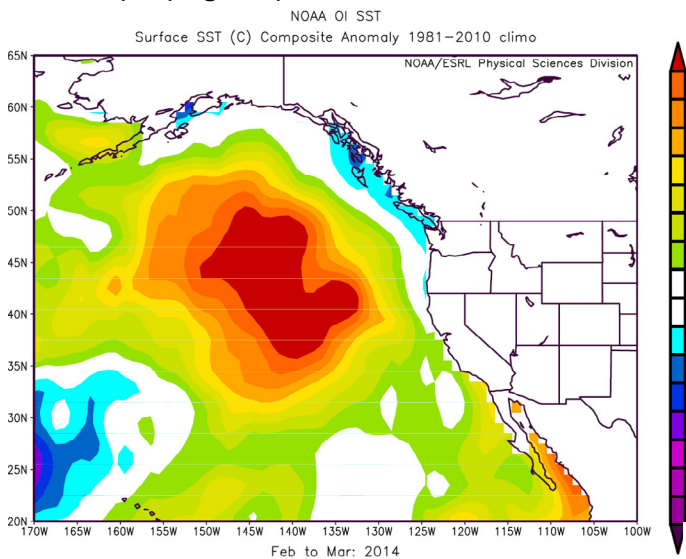 NOAA OI SST
Surface SST (C) Composite Anomaly 1981−2010 climo
NOAA/ESRL Physical Sciences Division
65N
60N
55N
50N
45N
40N
35N
30N
25N
20N
170W 165W 160W 155W 150W 145W 140W 135W 130W 125W 120W 115W 110W 105W 100W
Feb to Mar: 2014